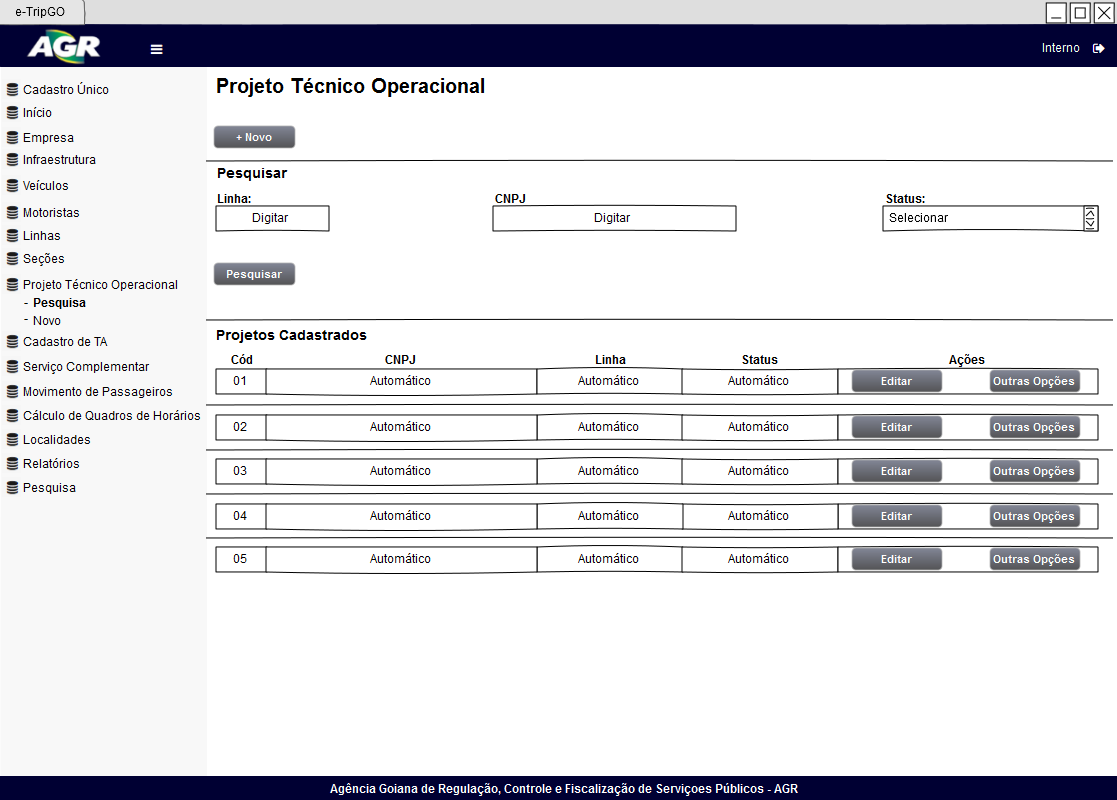 e-TripGO
AGR
Interno
Cadastro Único
Início
Empresa
Infraestrutura
Veículos
Motoristas
Linhas
Seções
Projeto Técnico Operacional
- Pesquisa
- Novo
Cadastro de TA
Serviço Complementar
Movimento de Passageiros
Cálculo de Quadros de Horários
Localidades
Relatórios
Pesquisa
Projeto Técnico Operacional
+ Novo
Pesquisar
Linha: CNPJ Status:
Digitar Digitar Selecionar
Pesquisar
Projetos Cadastrados
Cód CNPJ Linha Status Ações
01 Automático Automático Automático Editar Outras Opções
02 Automático Automático Automático Editar Outras Opções
03 Automático Automático Automático Editar Outras Opções
04 Automático Automático Automático Editar Outras Opções
05 Automático Automático Automático Editar Outras Opções
Agência Goiana de Regulação, Controle e Fiscalização de Serviçoes Públicos - AGR